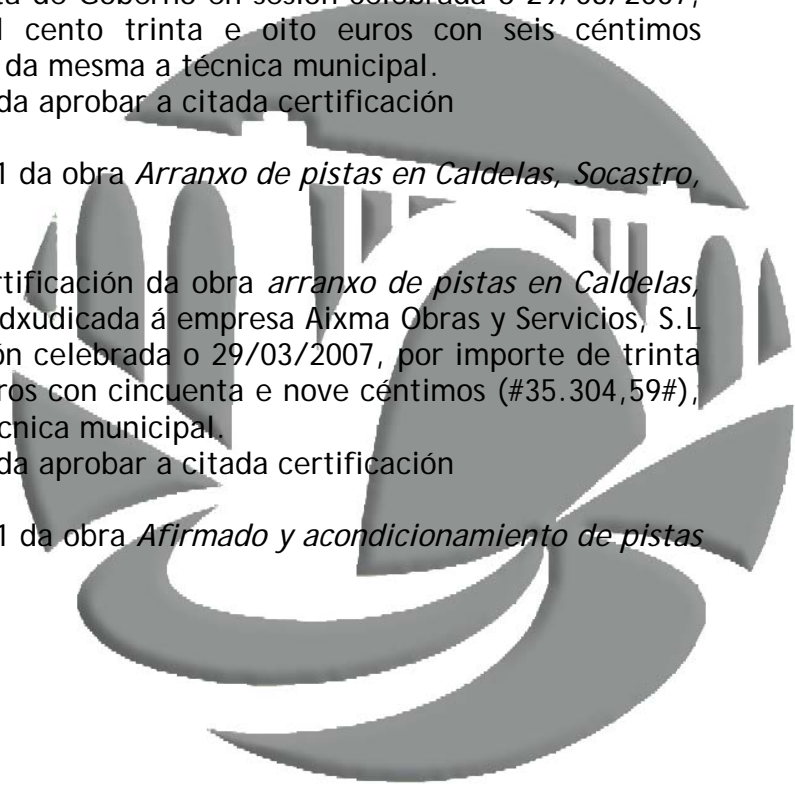 ta de Goberno en sesión celebrada o 29/03/2007,
l cento trinta e oito euros con seis céntimos
da mesma a técnica municipal.
da aprobar a citada certificación
1 da obra Arranxo de pistas en Caldelas, Socastro,
rtificación da obra arranxo de pistas en Caldelas,
dxudicada á empresa Aixma Obras y Servicios, S.L
ón celebrada o 29/03/2007, por importe de trinta
ros con cincuenta e nove céntimos (#35.304,59#),
cnica municipal.
da aprobar a citada certificación
1 da obra Afirmado y acondicionamiento de pistas